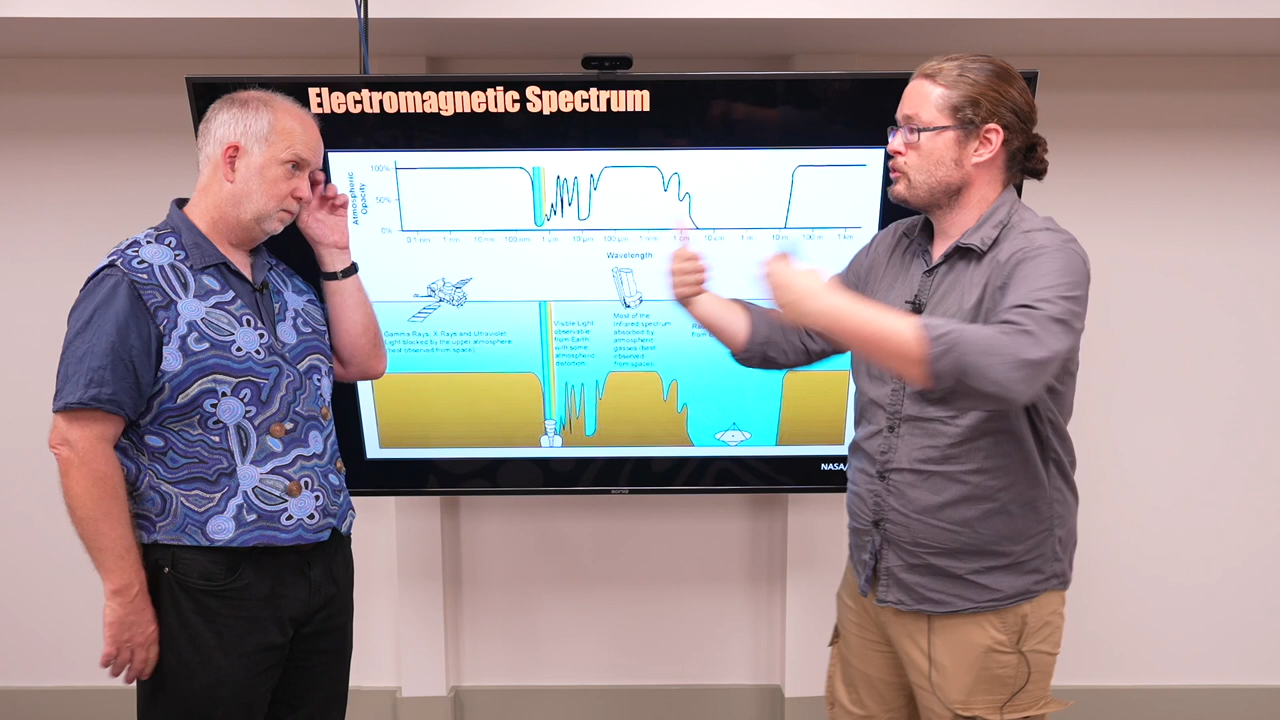 Electromagnetic Spectrum
Atmospheric
Opacity
100%
50%
0%
0.1 nm 1 nm 10 nm 100 nm 1 µm 10 µm 100 µm 1 mm 1 cm 10 cm 1 m 10 m 100 m 1 km
Wavelength
Gamma Rays, X-Rays and Ultraviolet
Light blocked by the upper atmosphere
(best observed from space).
Visible Light
observable
from Earth,
with some
atmospheric
distortion.
Most of the
Infrared spectrum
absorbed by
atmospheric
gasses (best
observed
from space).
NASA/
SONY